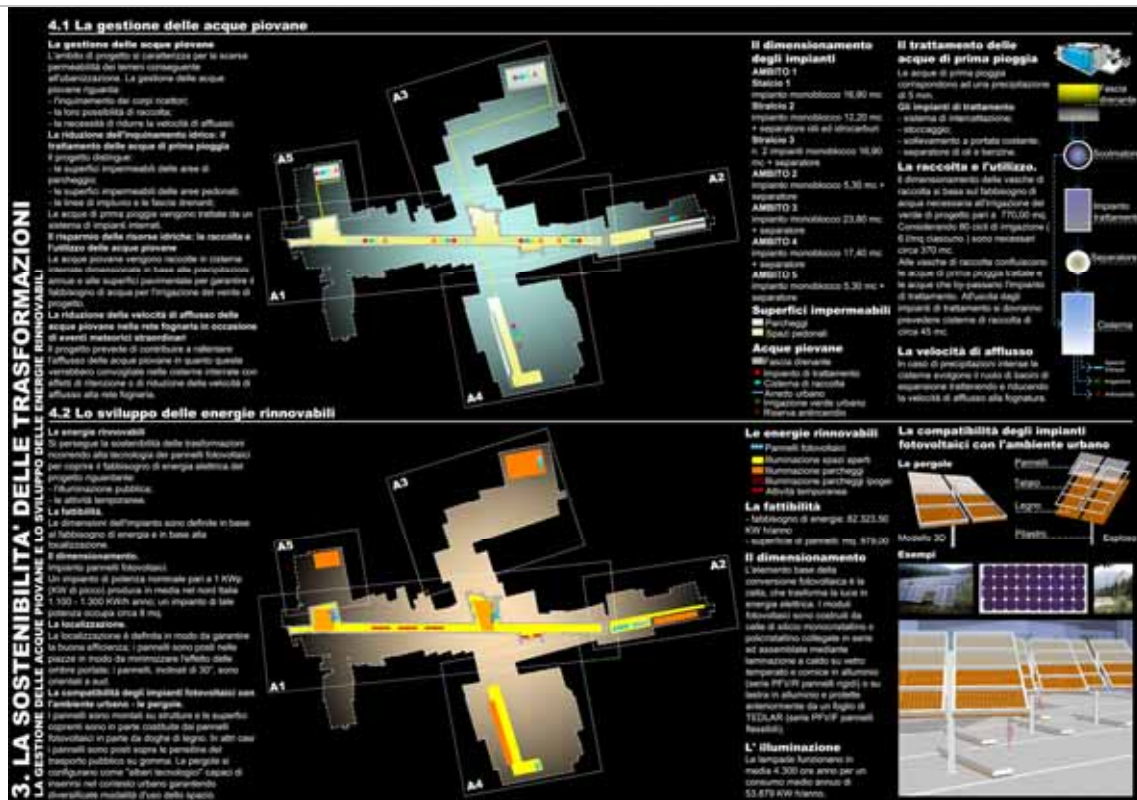 3. LA SOSTENIBILITA' DELLE TRASFORMAZIONI
LA GESTIONE DELLE ACQUE PIOVANE E LO SVILUPPO DELLE ENERGIE RINNOVABILI
4.1 La gestione delle acque piovane
La gestione delle acque piovane
L'ambito di progetto si caratterizza per la scarsa
permeabilità dei terreni conseguente
all'urbanizzazione. La gestione delle acque
piovane riguarda:
- l'inquinamento dei corpi ricettori;
- la loro possibilità di raccolta;
- la necessità di ridurre la velocità di afflusso.
La riduzione dell'inquinamento idrico: il
trattamento delle acque di prima pioggia
Il progetto distingue:
- le superfici impermeabili delle aree di
parcheggio;
- le superfici impermeabili delle aree pedonali;
- le linee di impluvio e le fascia drenanti;
Le acque di prima pioggia vengono trattate da un
sistema di impianti interrati.
Il risparmio delle risorse idriche: la raccolta e
l'utilizzo delle acque piovane
Le acque piovane vengono raccolte in cisterne
interrate dimensionate in base alle precipitazioni
annue e alle superfici pavimentate per garantire il
fabbisogno di acqua per l'irrigazione del verde di
progetto.
La riduzione della velocità di afflusso delle
acque piovane nella rete fognaria in occasione
di eventi meteorici straordinari
Il progetto prevede di contribuire a rallentare
l'afflusso delle acque piovane in quanto queste
verrebbero convogliate nelle cisterne interrate con
effetti di ritenzione o di riduzione delle velocità di
afflusso alla rete fognaria.
A3
A5
A2
A1
A4
Il dimensionamento
degli impianti
AMBITO 1
Stalcio 1
impianto monoblocco 16,90 mc
Stralcio 2
impianto monoblocco 12,20 mc
+ separatore olii ed idrocarburi
Stralcio 3
n. 2 impianti monoblocco 16,90
mc + separatore
AMBITO 2
impianto monoblocco 5,30 mc +
separatore
AMBITO 3
impianto monoblocco 23,80 mc
+ separatore
AMBITO 4
impianto monoblocco 17,40 mc
+ separatore
AMBITO 5
impianto monoblocco 5,30 mc +
separatore
Superfici impermeabili
Parcheggi
Spazi pedonali
Acque piovane
Fascia drenante
Impianto di trattamento
Cisterna di raccolta
Arredo urbano
Irrigazione verde urbano
Riserva antincendio
Il trattamento delle
acque di prima pioggia
Le acque di prima pioggia
corrispondono ad una precipitazione
di 5 mm.
Gli impianti di trattamento
- sistema di intercettazione;
- stoccaggio;
- sollevamento a portata costante;
- separatore di oli e benzine.
La raccolta e l'utilizzo.
Il dimensionamento delle vasche di
raccolta si basa sul fabbisogno di
acqua necessaria all'irrigazione del
verde di progetto pari a 770,00 mq.
Considerando 80 cicli di irrigazione (
6 l/mq ciascuno ) sono necessari
circa 370 mc.
Alle vasche di raccolta confluiscono
le acque di prima pioggia trattate e
le acque che by-passano l'impianto
di trattamento. All'uscita dagli
impianti di trattamento si dovranno
prevedere cisterne di raccolta di
circa 45 mc.
La velocità di afflusso
In caso di precipitazioni intense le
cisterne svolgono il ruolo di bacini di
espansione trattenendo e riducendo
la velocità di afflusso alla fognatura.
Fascia
drenante
Scolmatore
Impianto
trattamento
Separatore
Cisterna
4.2 Lo sviluppo delle energie rinnovabili
Le energie rinnovabili
Si persegue la sostenibilità delle trasformazioni
ricorrendo alla tecnologia dei pannelli fotovoltaici
per coprire il fabbisogno di energia elettrica del
progetto riguardante:
- l'illuminazione pubblica;
- le attività temporanee.
La fattibilità.
Le dimensioni dell'impianto sono definite in base
al fabbisogno di energia e in base alla
localizzazione.
Il dimensionamento.
Impianto pannelli fotovoltaici.
Un impianto di potenza nominale pari a 1 KWp
(KW di picco) produce in media nel nord Italia
1.100 - 1.300 KW/h anno; un impianto di tale
potenza occupa circa 8 mq.
La localizzazione.
La localizzazione è definita in modo da garantire
la buona efficienza; i pannelli sono posti nelle
piazze in modo da minimizzare l'effetto delle
ombre portate; i pannelli, inclinati di 30°, sono
orientati a sud.
La compatibilità degli impianti fotovoltaici con
l'ambiente urbano - le pergole.
I pannelli sono montati su strutture e le superfici
coprenti sono in parte costituite dai pannelli
fotovoltaici in parte da doghe di legno. In altri casi
i pannelli sono posti sopra le pensiline del
trasporto pubblico su gomma. Le pergole si
configurano come "alberi tecnologici" capaci di
inserirsi nel contesto urbano garantendo
diversificate modalità d'uso dello spazio.
A3
A5
A2
A1
A4
Le energie rinnovabili
Pannelli fotovoltaici
Illuminazione spazi aperti
Illuminazione parcheggi
Illuminazione parcheggi ipogei
Attività temporanea
La fattibilità
- fabbisogno di energia: 82.323,50
KW h/anno
- superficie di pannelli: mq. 679,00
Il dimensionamento
L'elemento base della
conversione fotovoltaica è la
cella, che trasforma la luce in
energia elettrica. I moduli
fotovoltaici sono costruiti da
celle di silicio monocristallino e
policristallino collegate in serie
ed assemblate mediante
laminazione a caldo su vetro
temperato e cornice in alluminio
(serie PFV/R pannelli rigidi) o su
lastra in alluminio e protette
anteriormente da un foglio di
TEDLAR (serie PFV/F pannelli
flessibili).
L' illuminazione
Le lampade funzionano in
media 4.300 ore anno per un
consumo medio annuo di
53.879 KW h/anno.
La compatibilità degli impianti
fotovoltaici con l'ambiente urbano
Le pergole
Pannelli
Telaio
Legno
Pilastro
Modello 3D
Esploso
Esempi